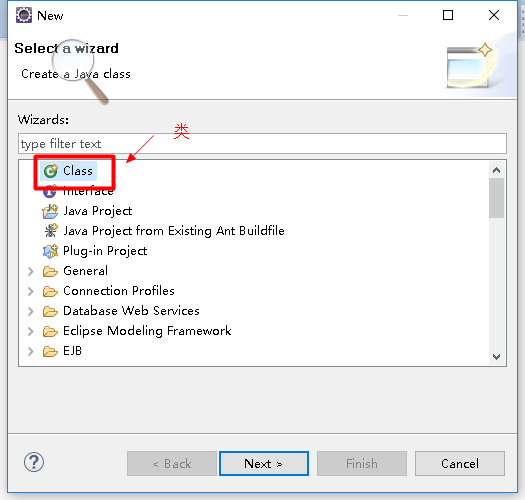 New
Select a wizard
Create a Java class
Wizards:
type filter text
类
Class
Interface
Java Project
Java Project from Existing Ant Buildfile
Plug-in Project
General
Connection Profiles
Database Web Services
Eclipse Modeling Framework
EJB
? < Back Next > Finish Cancel